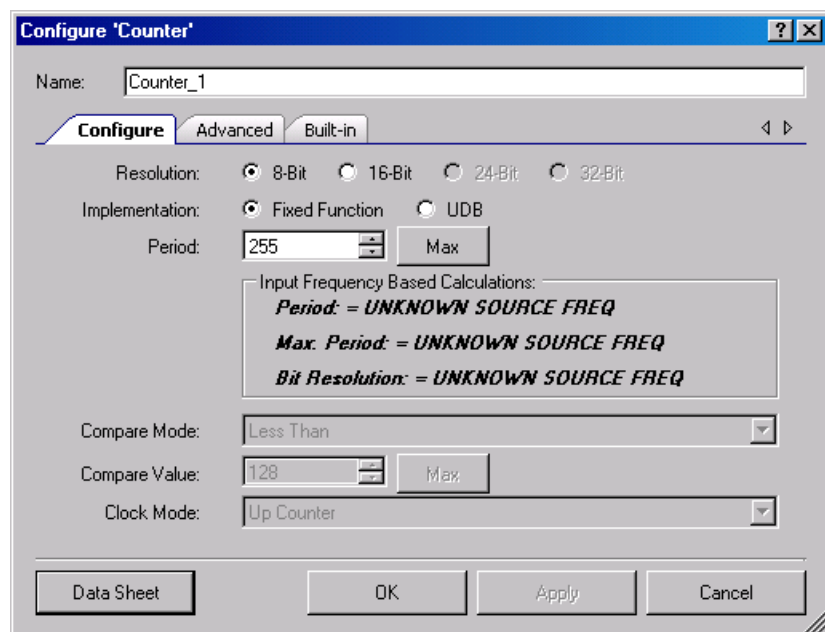 Configure 'Counter'
Name: Counter_1
Configure Advanced Built-in
Resolution: 8-Bit 16-Bit 24-Bit 32-Bit
Implementation: Fixed Function UDB
Period: 255 Max
Input Frequency Based Calculations:
Period: = UNKNOWN SOURCE FREQ
Max. Period: = UNKNOWN SOURCE FREQ
Bit Resolution: = UNKNOWN SOURCE FREQ
Compare Mode: Less Than
Compare Value: 128 Max
Clock Mode: Up Counter
Data Sheet OK Apply Cancel